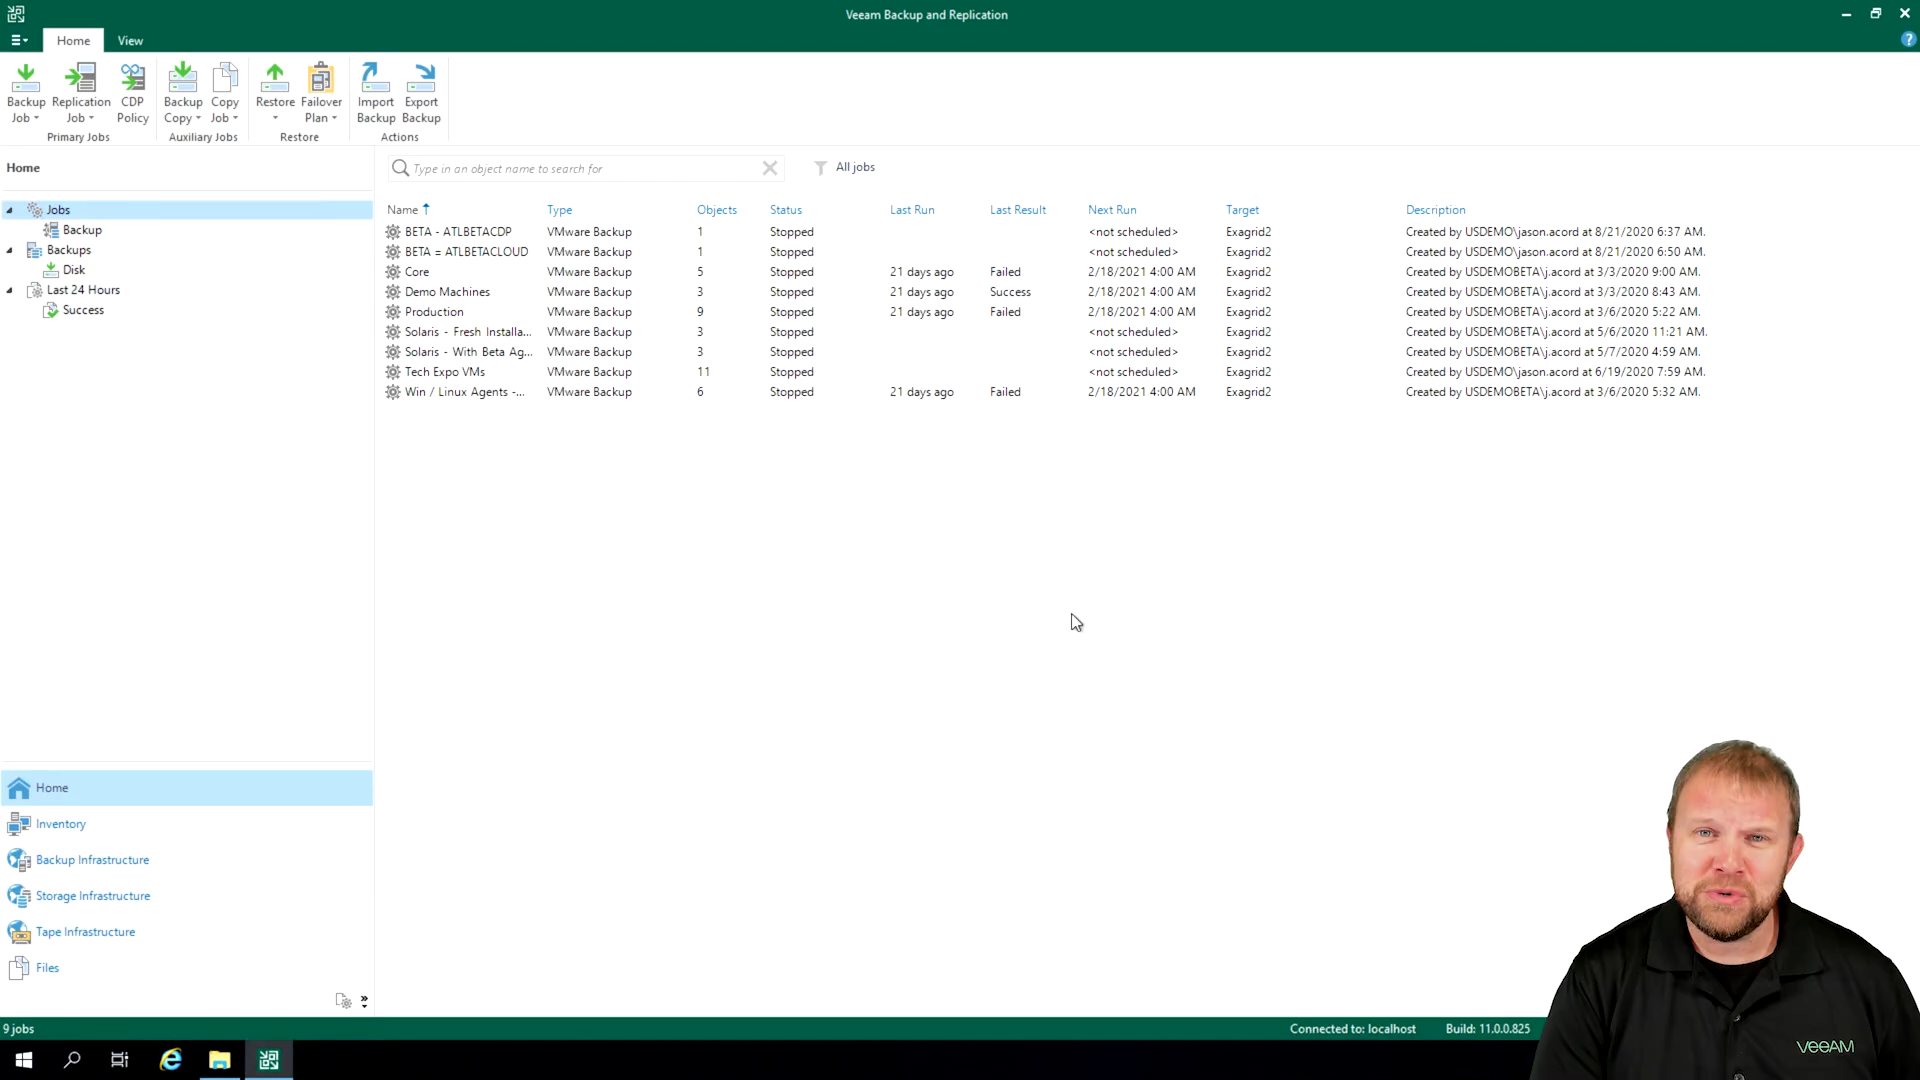 Veeam Backup and Replication
Home View
Backup Job Replication Job CDP Policy Backup Copy Copy Job Restore Failover Plan Import Backup Export Backup
Primary Jobs Auxiliary Jobs Restore Actions
Home
Type in an object name to search for All jobs
Jobs
Backup
Backups
Disk
Last 24 Hours
Success
Name Type Objects Status Last Run Last Result Next Run Target Description
BETA - ATLBETACDP VMware Backup 1 Stopped <not scheduled> Exagrid2 Created by USDEMO\jason.acord at 8/21/2020 6:37 AM.
BETA = ATLBETACLOUD VMware Backup 1 Stopped <not scheduled> Exagrid2 Created by USDEMO\jason.acord at 8/21/2020 6:50 AM.
Core VMware Backup 5 Stopped 21 days ago Failed 2/18/2021 4:00 AM Exagrid2 Created by USDEMOBETA\j.acord at 3/3/2020 9:00 AM.
Demo Machines VMware Backup 3 Stopped 21 days ago Success 2/18/2021 4:00 AM Exagrid2 Created by USDEMOBETA\j.acord at 3/3/2020 8:43 AM.
Production VMware Backup 9 Stopped 21 days ago Failed 2/18/2021 4:00 AM Exagrid2 Created by USDEMOBETA\j.acord at 3/6/2020 5:22 AM.
Solaris - Fresh Installa... VMware Backup 3 Stopped <not scheduled> Exagrid2 Created by USDEMOBETA\j.acord at 5/6/2020 11:21 AM.
Solaris - With Beta Ag... VMware Backup 3 Stopped <not scheduled> Exagrid2 Created by USDEMOBETA\j.acord at 5/7/2020 4:59 AM.
Tech Expo VMs VMware Backup 11 Stopped <not scheduled> Exagrid2 Created by USDEMO\jason.acord at 6/19/2020 7:59 AM.
Win / Linux Agents -... VMware Backup 6 Stopped 21 days ago Failed 2/18/2021 4:00 AM Exagrid2 Created by USDEMOBETA\j.acord at 3/6/2020 5:32 AM.
Home
Inventory
Backup Infrastructure
Storage Infrastructure
Tape Infrastructure
Files
9 jobs Connected to: localhost Build: 11.0.0.825
VEEAM